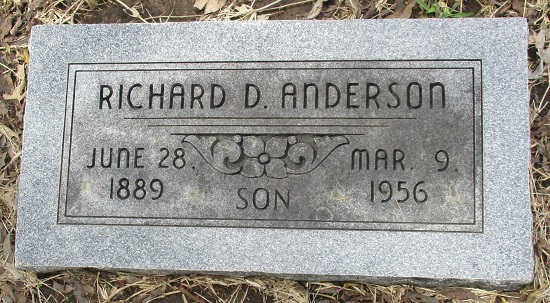 RICHARD D. ANDERSON
JUNE 28. MAR. 9.
1889 1956
SON